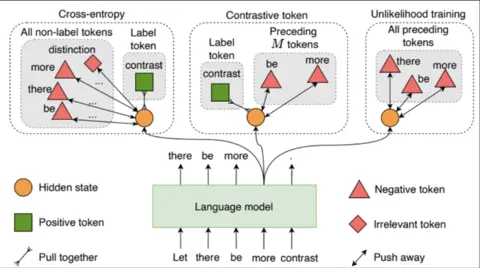 Cross-entropy
All non-label tokens
distinction
more
there
be
...
...
Label
token
contrast
Contrastive token
Label
token
contrast
Preceding
M tokens
be
more
Unlikelihood training
All preceding
tokens
there
be
more
there be more .
Language model
Let there be more contrast
Hidden state
Positive token
Pull together
Negative token
Irrelevant token
Push away